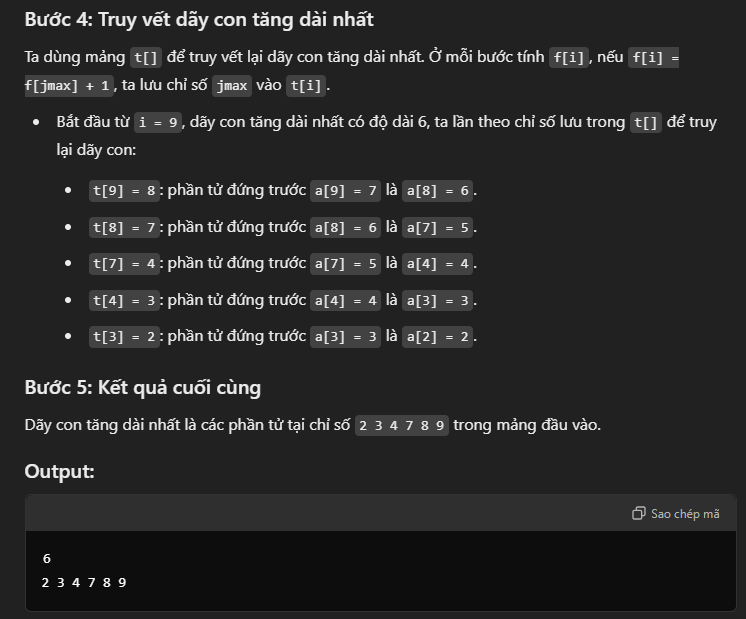 Bước 4: Truy vết dãy con tăng dài nhất
Ta dùng mảng t[] để truy vết lại dãy con tăng dài nhất. Ở mỗi bước tính f[i], nếu f[i] =
f[jmax] + 1, ta lưu chỉ số jmax vào t[i].
• Bắt đầu từ i = 9, dãy con tăng dài nhất có độ dài 6, ta lần theo chỉ số lưu trong t[] để truy
lại dãy con:
• t[9] = 8: phần tử đứng trước a[9] = 7 là a[8] = 6.
• t[8] = 7: phần tử đứng trước a[8] = 6 là a[7] = 5.
• t[7] = 4: phần tử đứng trước a[7] = 5 là a[4] = 4.
• t[4] = 3: phần tử đứng trước a[4] = 4 là a[3] = 3.
• t[3] = 2: phần tử đứng trước a[3] = 3 là a[2] = 2.
Bước 5: Kết quả cuối cùng
Dãy con tăng dài nhất là các phần tử tại chỉ số 2 3 4 7 8 9 trong mảng đầu vào.
Output:
Sao chép mã
6
2 3 4 7 8 9